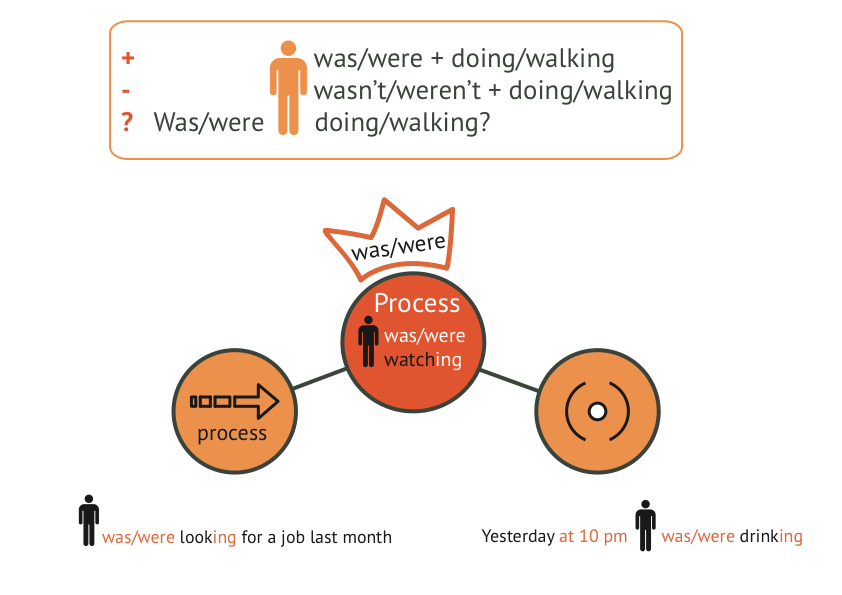 + was/were + doing/walking
- wasn't/weren't + doing/walking
? Was/were doing/walking?
was/were
Process
was/were
watching
process
was/were looking for a job last month
Yesterday at 10 pm was/were drinking